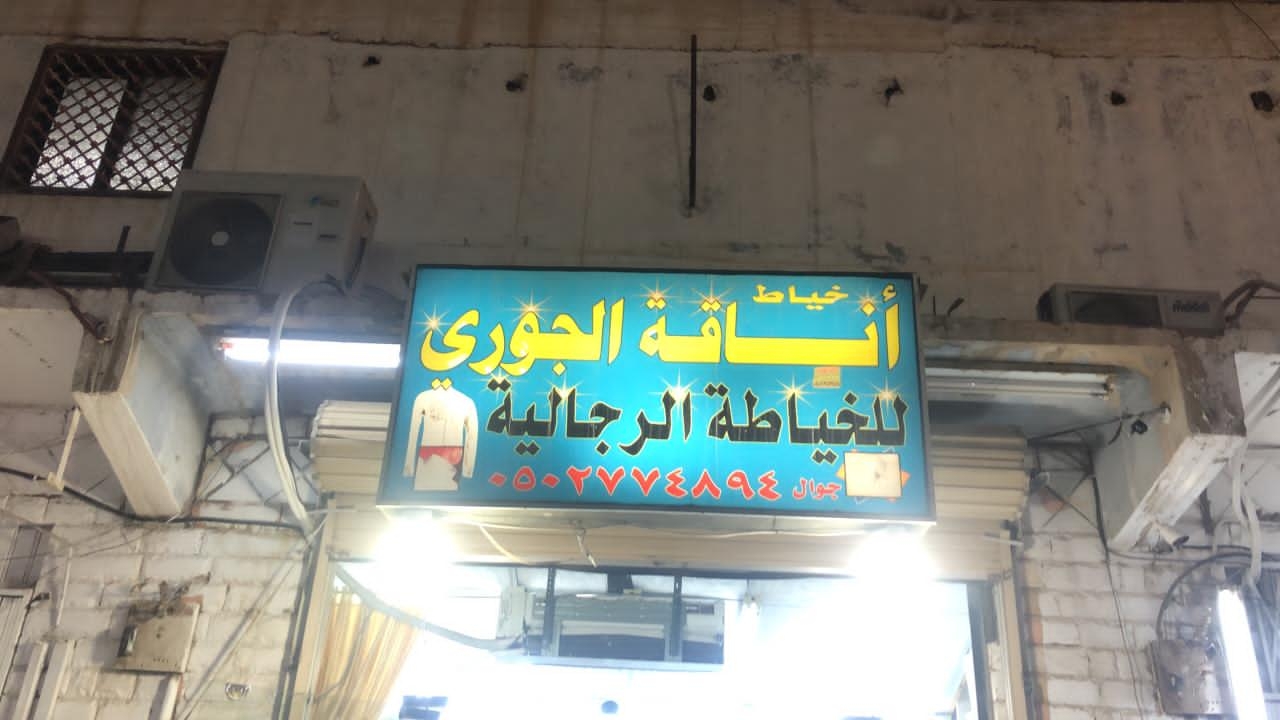 خياط
أناقة الجوري
للخياطة الرجالية
جوال ٠٥٠٢٧٧٤٨٩٤